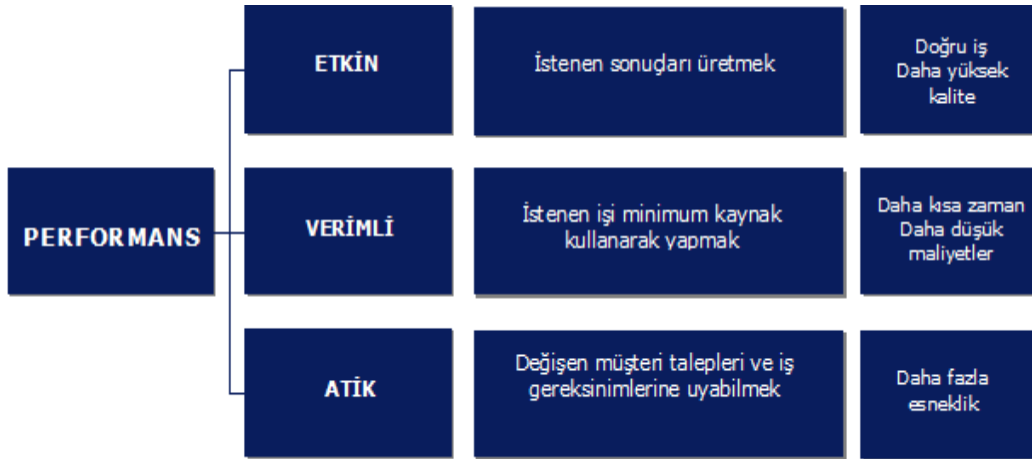 ETKİN
İstenen sonuçları üretmek
Doğru iş
Daha yüksek
kalite
PERFORMANS
VERİMLİ
İstenen işi minimum kaynak
kullanarak yapmak
Daha kısa zaman
Daha düşük
maliyetler
ATİK
Değişen müşteri talepleri ve iş
gereksinimlerine uyabilmek
Daha fazla
esneklik